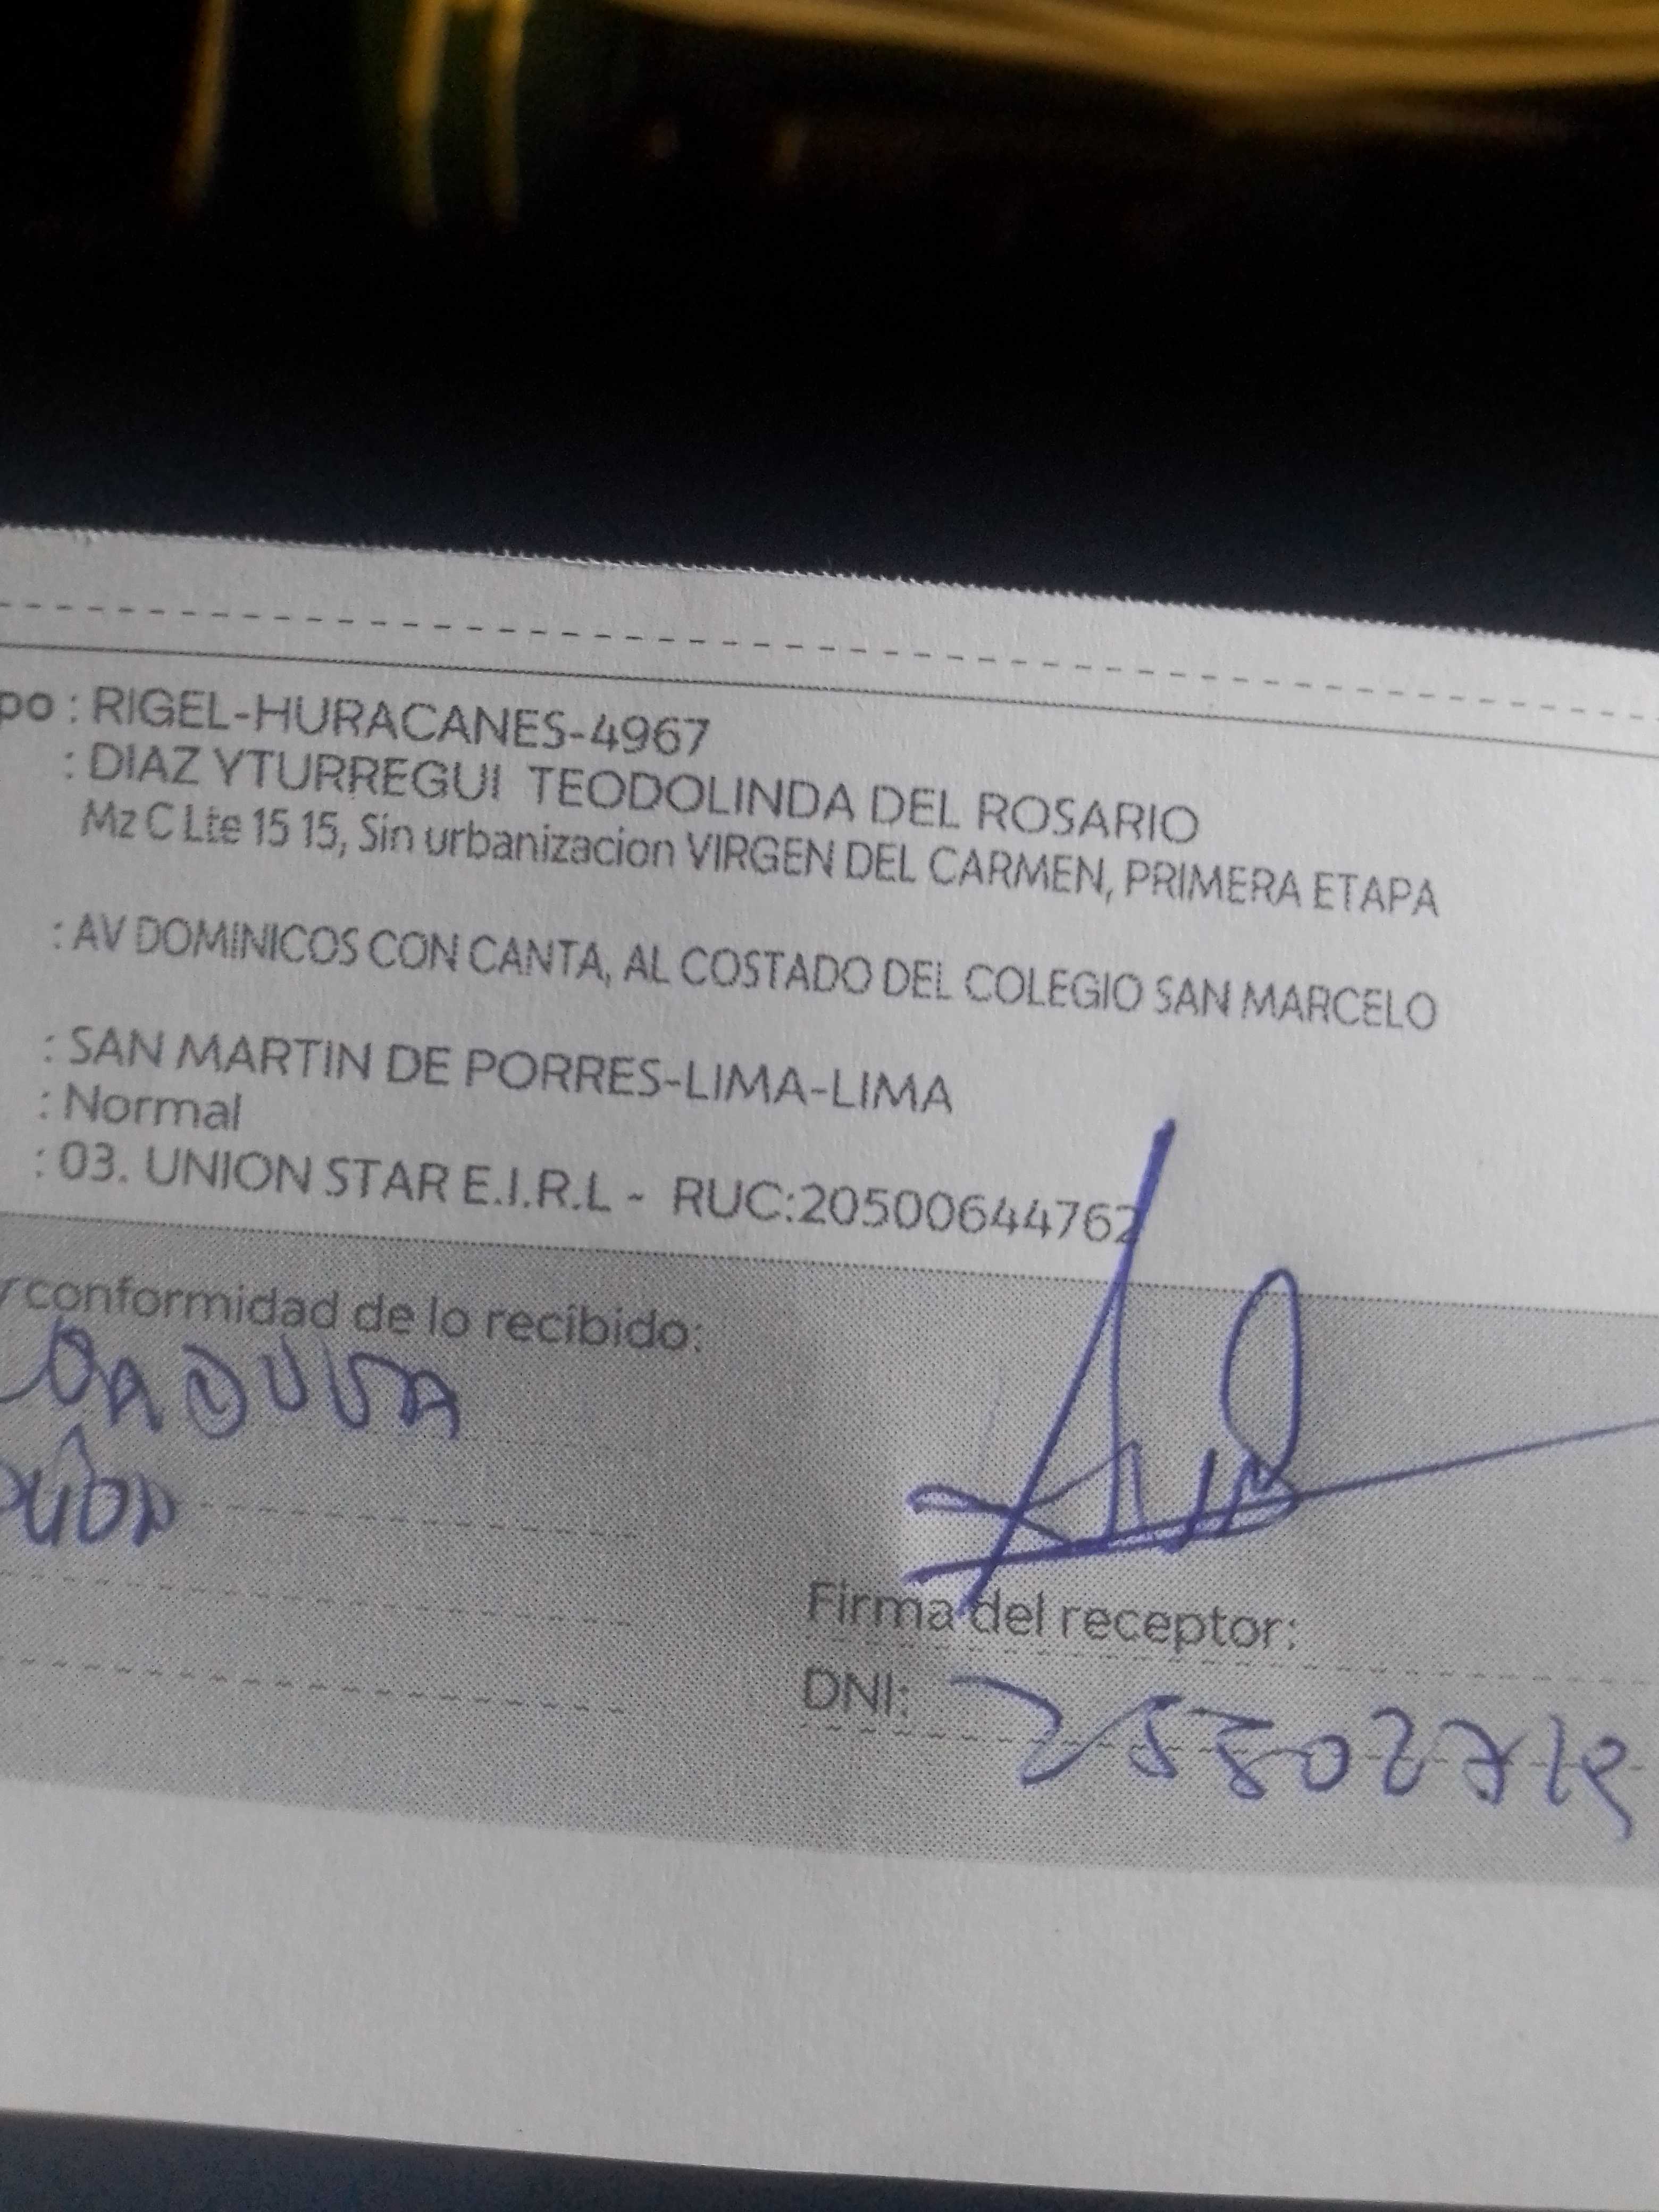 po : RIGEL-HURACANES-4967
: DIAZ YTURREGUI TEODOLINDA DEL ROSARIO
Mz C Lte 15 15, Sin urbanizacion VIRGEN DEL CARMEN, PRIMERA ETAPA
: AV DOMINICOS CON CANTA, AL COSTADO DEL COLEGIO SAN MARCELO
: SAN MARTIN DE PORRES-LIMA-LIMA
: Normal
: 03. UNION STAR E.I.R.L - RUC:20500644762
y conformidad de lo recibido:
Firma del receptor:
DNI: